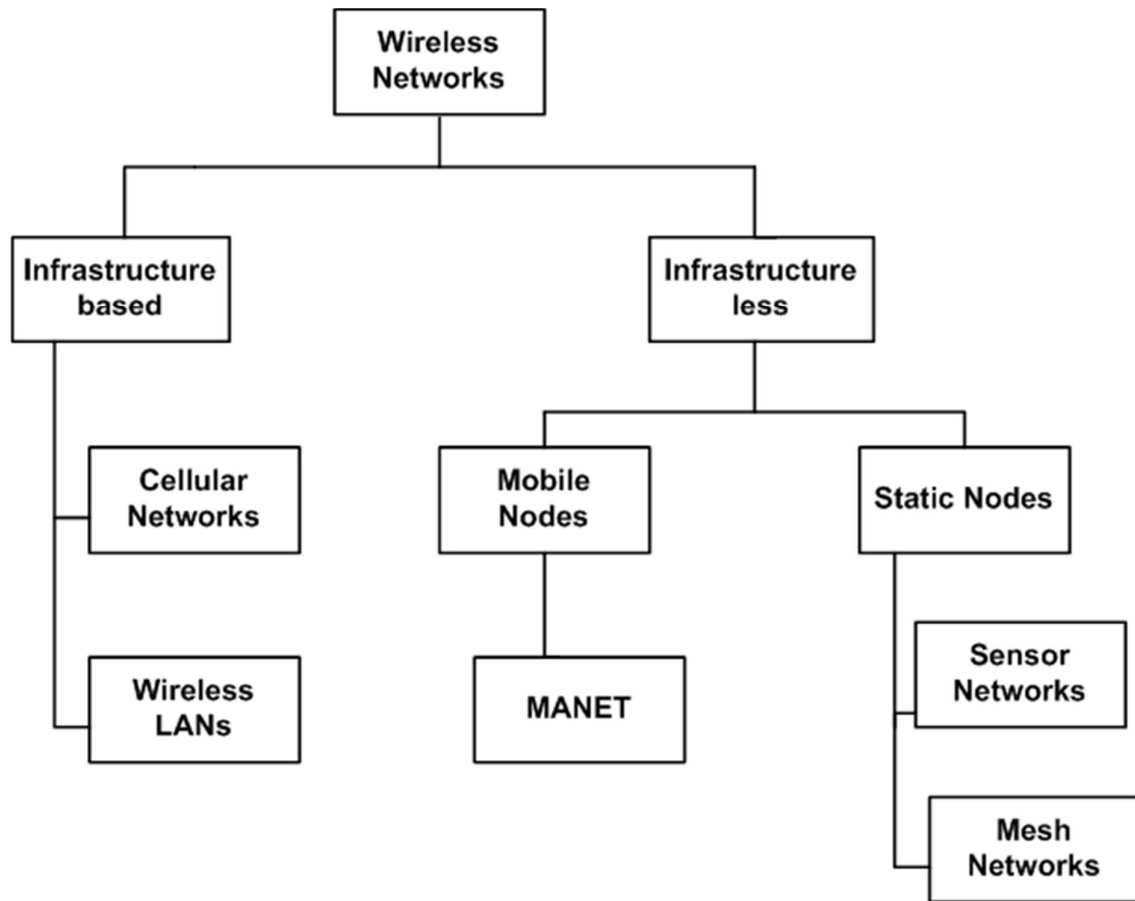 Wireless
Networks
Infrastructure
based
Infrastructure
less
Cellular
Networks
Mobile
Nodes
Static Nodes
Wireless
LANs
MANET
Sensor
Networks
Mesh
Networks